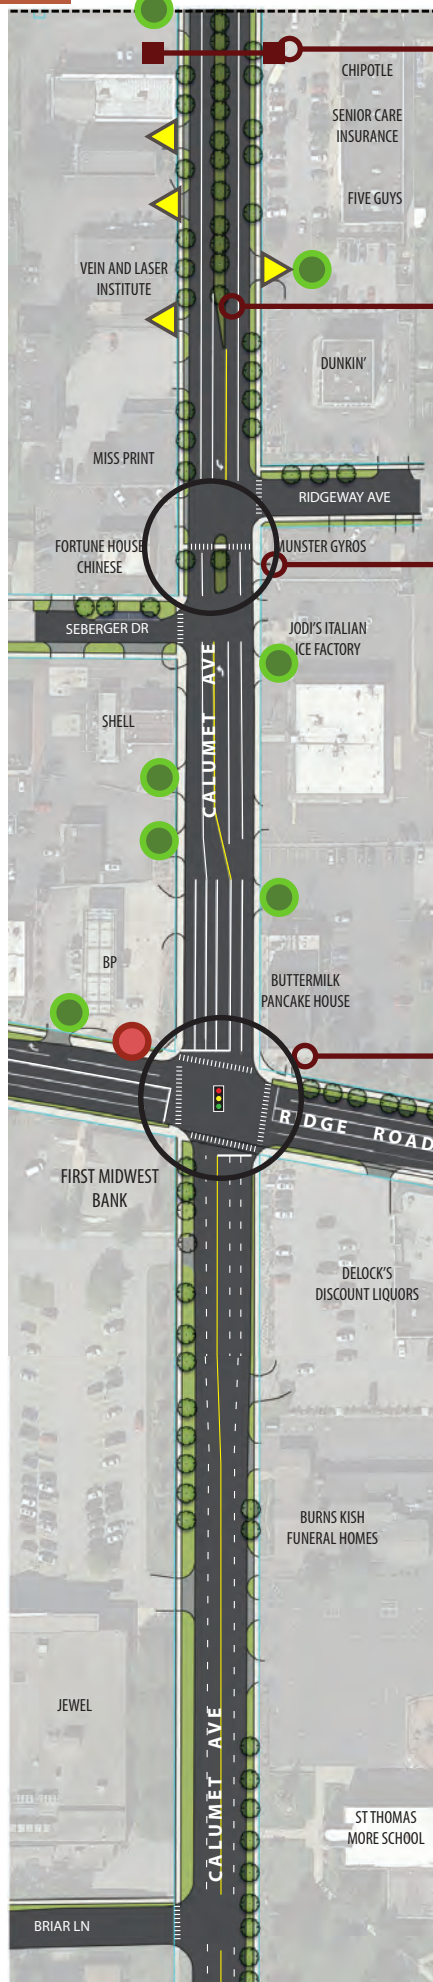 CHIPOTLE
SENIOR CARE
INSURANCE
FIVE GUYS
VEIN AND LASER
INSTITUTE
DUNKIN'
MISS PRINT
RIDGEWAY AVE
FORTUNE HOUSE
CHINESE
MUNSTER GYROS
SEBERGER DR
JODI'S ITALIAN
ICE FACTORY
CALUMET AVE
SHELL
BP
BUTTERMILK
PANCAKE HOUSE
RIDGE ROAD
FIRST MIDWEST
BANK
DELOCK'S
DISCOUNT LIQUORS
BURNS KISH
FUNERAL HOMES
JEWEL
CALUMET AVE
ST THOMAS
MORE SCHOOL
BRIAR LN